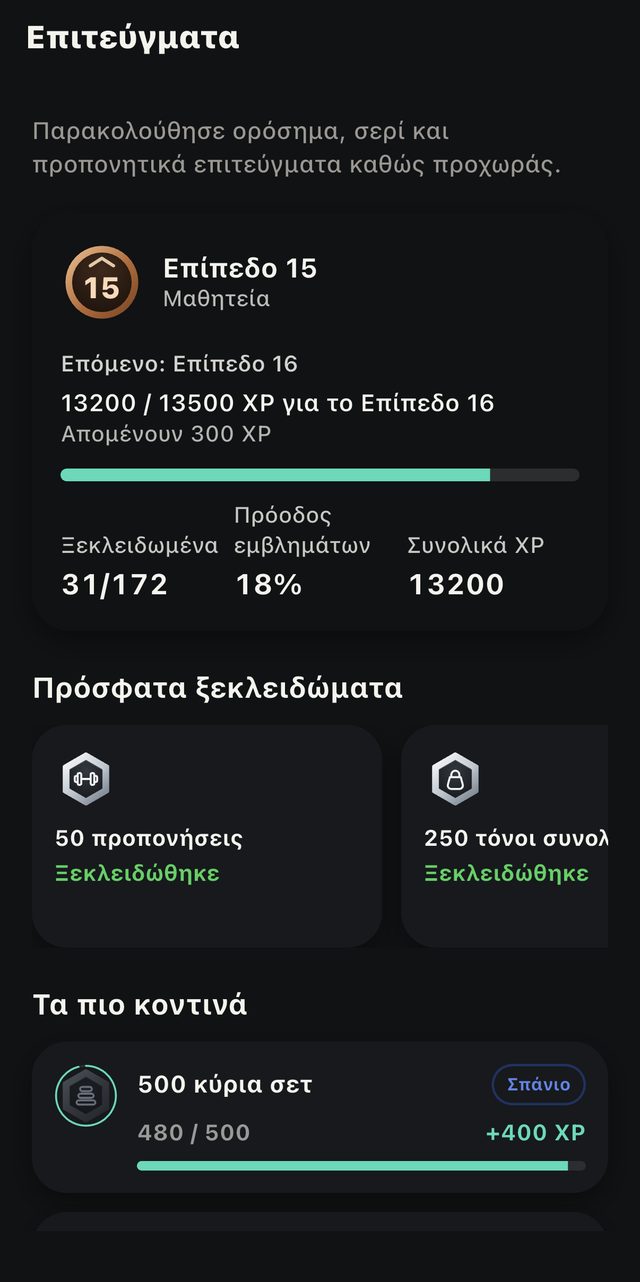 Επιτεύγματα
Παρακολούθησε ορόσημα, σερί και
προπονητικά επιτεύγματα καθώς προχωράς.
15
Επίπεδο 15
Μαθητεία
Επόμενο: Επίπεδο 16
13200 / 13500 XP για το Επίπεδο 16
Απομένουν 300 XP
Ξεκλειδωμένα
31/172
Πρόοδος
εμβλημάτων
18%
Συνολικά XP
13200
Πρόσφατα ξεκλειδώματα
50 προπονήσεις
Ξεκλειδώθηκε
250 τόνοι
Ξεκλειδώθηκε
Τα πιο κοντινά
500 κύρια σετ
Σπάνιο
480 / 500
+400 XP